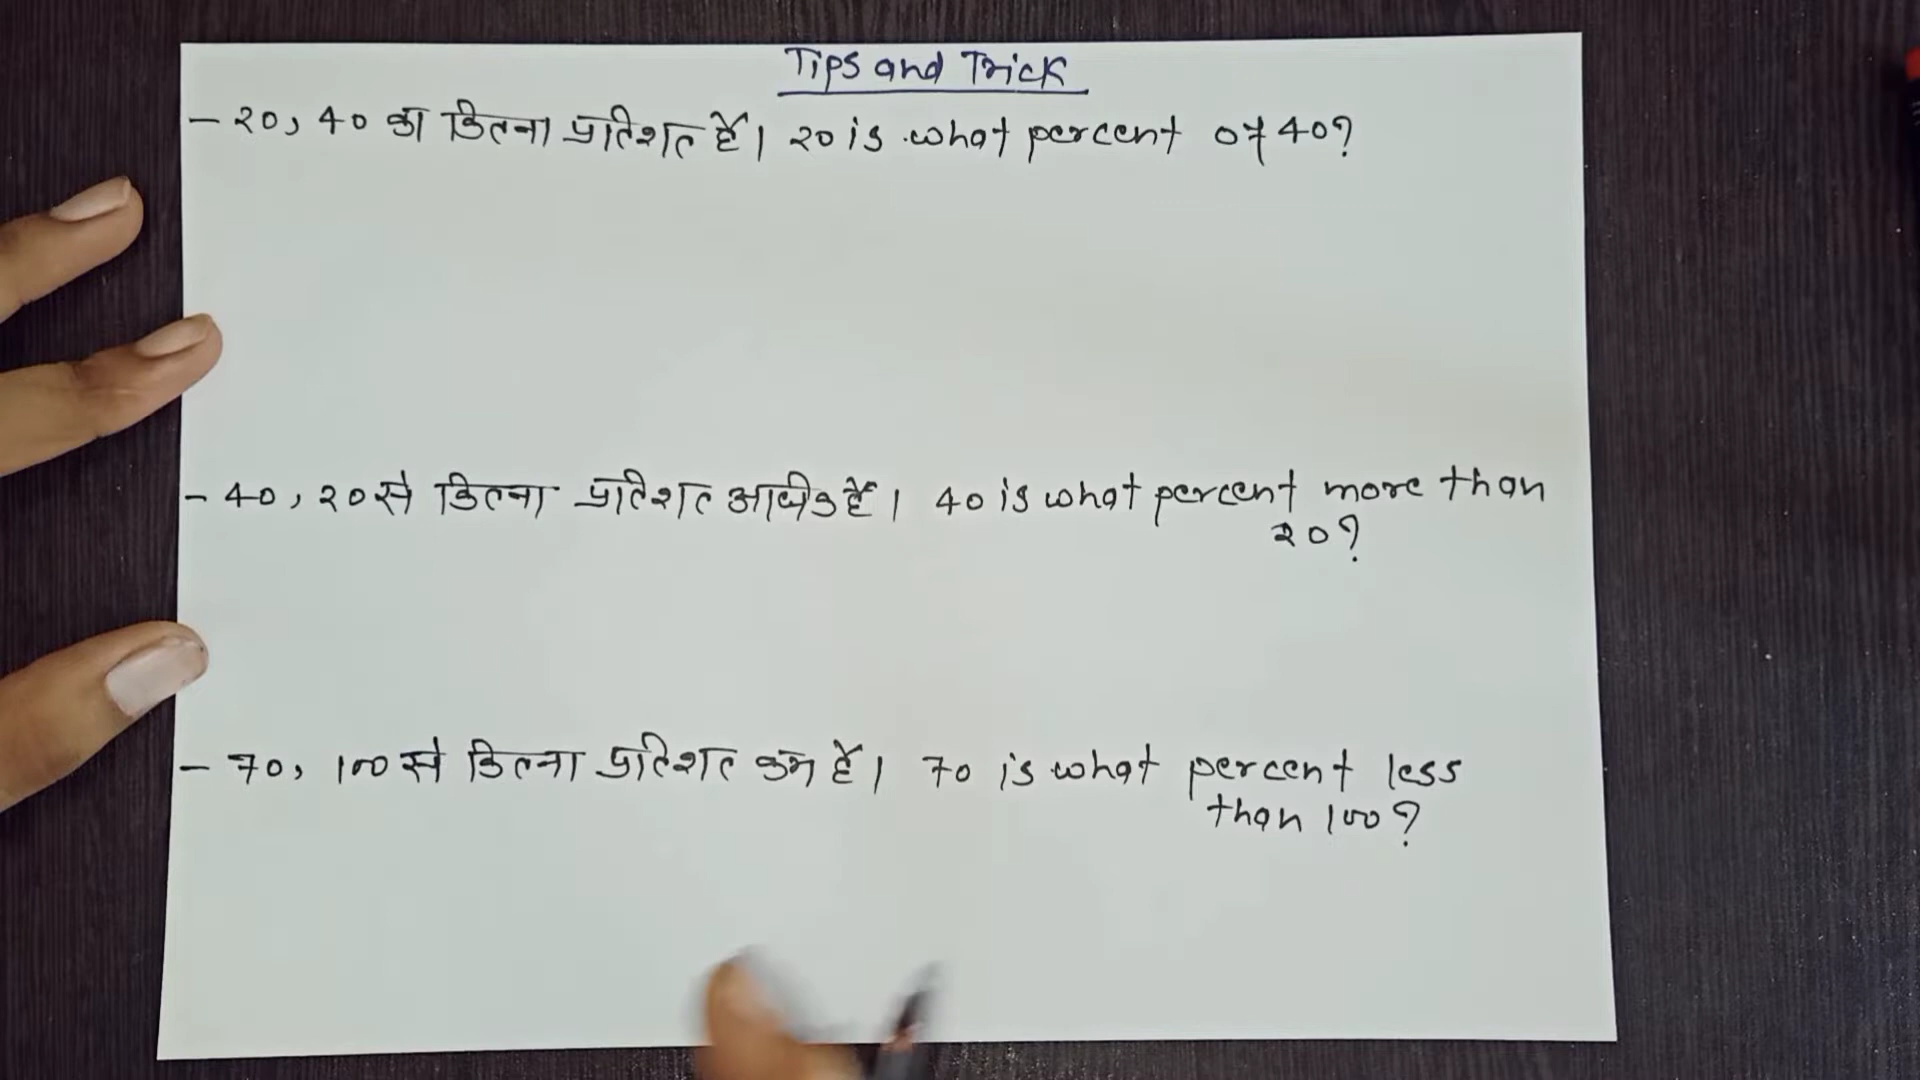 Tips and Trick
- 20, 40 का कितना प्रतिशत हैं। 20 is what percent of 40?
- 40, 20 से कितना प्रतिशत अधिक हैं। 40 is what percent more than
20?
- 70, 100 से कितना प्रतिशत कम हैं। 70 is what percent less
than 100?